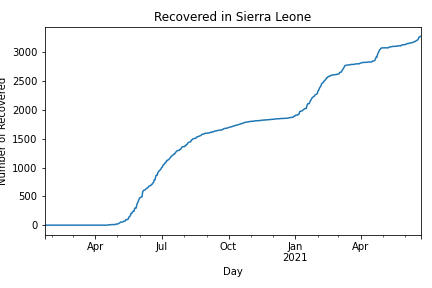 Recovered in Sierra Leone
Number of Recovered
3000
2500
2000
1500
1000
500
0
Apr
Jul
Oct
Jan
2021
Apr
Day